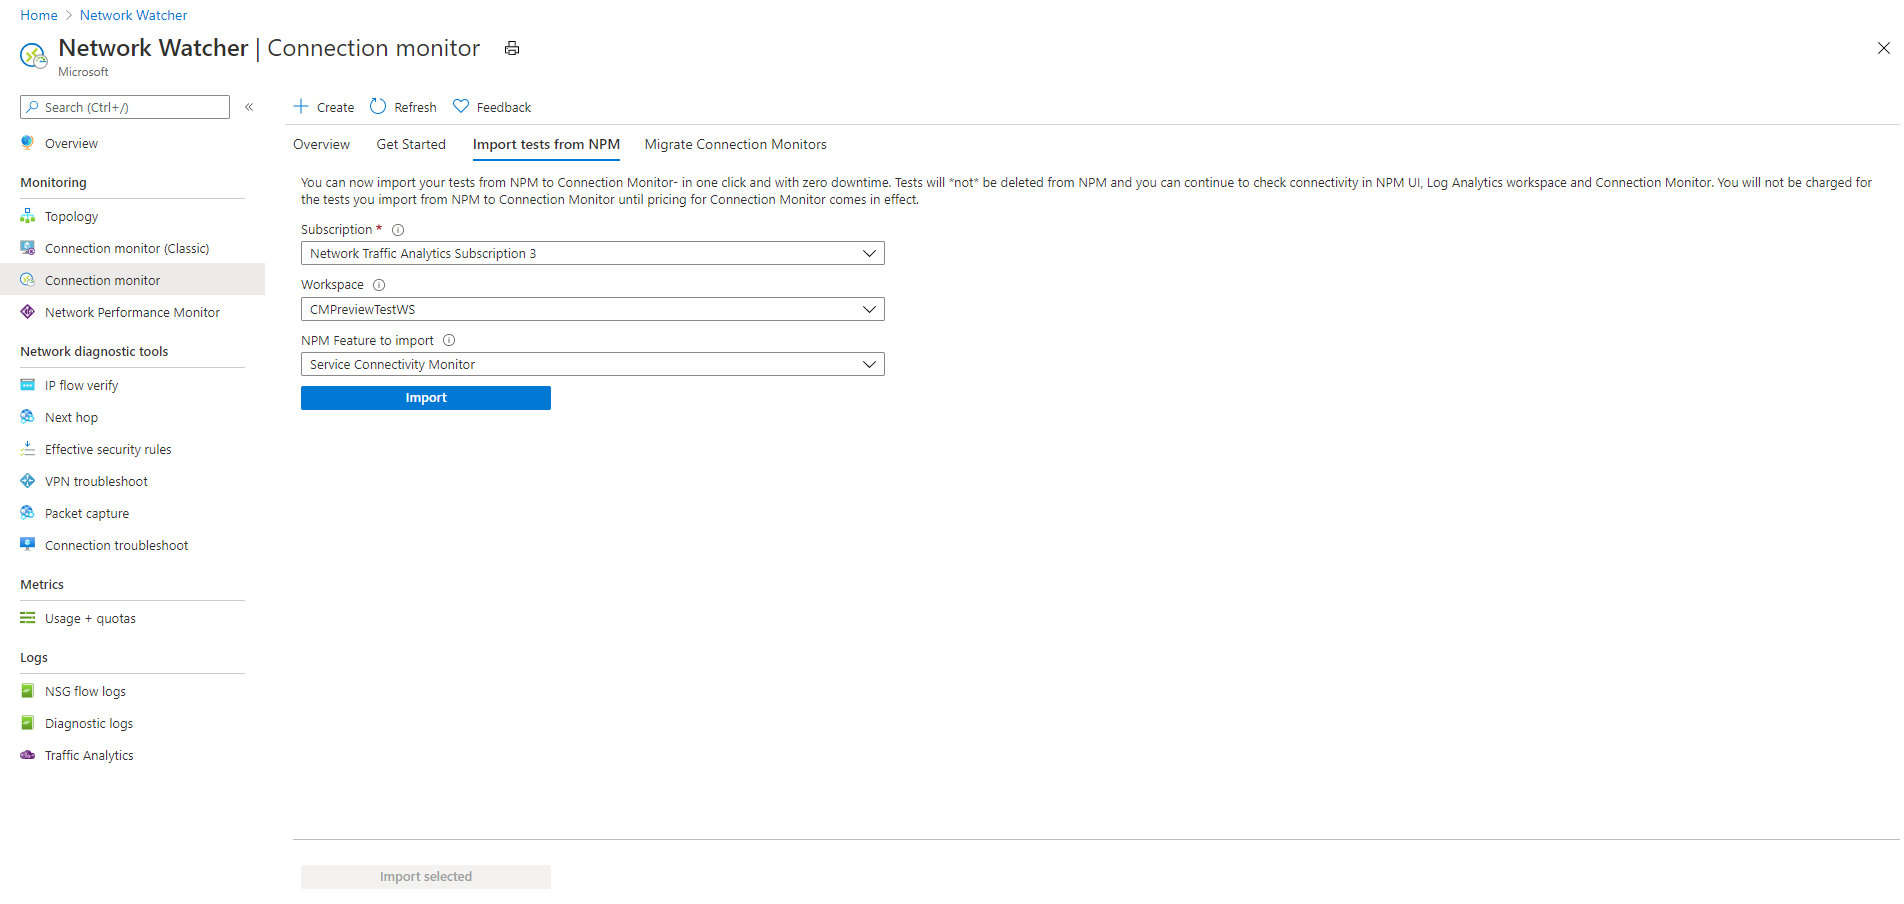 Home > Network Watcher
Network Watcher | Connection monitor
Microsoft
Search (Ctrl+/)
«
Overview
Monitoring
Topology
Connection monitor (Classic)
Connection monitor
Network Performance Monitor
Network diagnostic tools
IP flow verify
Next hop
Effective security rules
VPN troubleshoot
Packet capture
Connection troubleshoot
Metrics
Usage + quotas
Logs
NSG flow logs
Diagnostic logs
Traffic Analytics
Create Refresh Feedback
Overview Get Started Import tests from NPM Migrate Connection Monitors
You can now import your tests from NPM to Connection Monitor- in one click and with zero downtime. Tests will *not* be deleted from NPM and you can continue to check connectivity in NPM UI, Log Analytics workspace and Connection Monitor. You will not be charged for
the tests you import from NPM to Connection Monitor until pricing for Connection Monitor comes in effect.
Subscription *
Network Traffic Analytics Subscription 3
Workspace
CMPreviewTestWS
NPM Feature to import
Service Connectivity Monitor
Import
Import selected